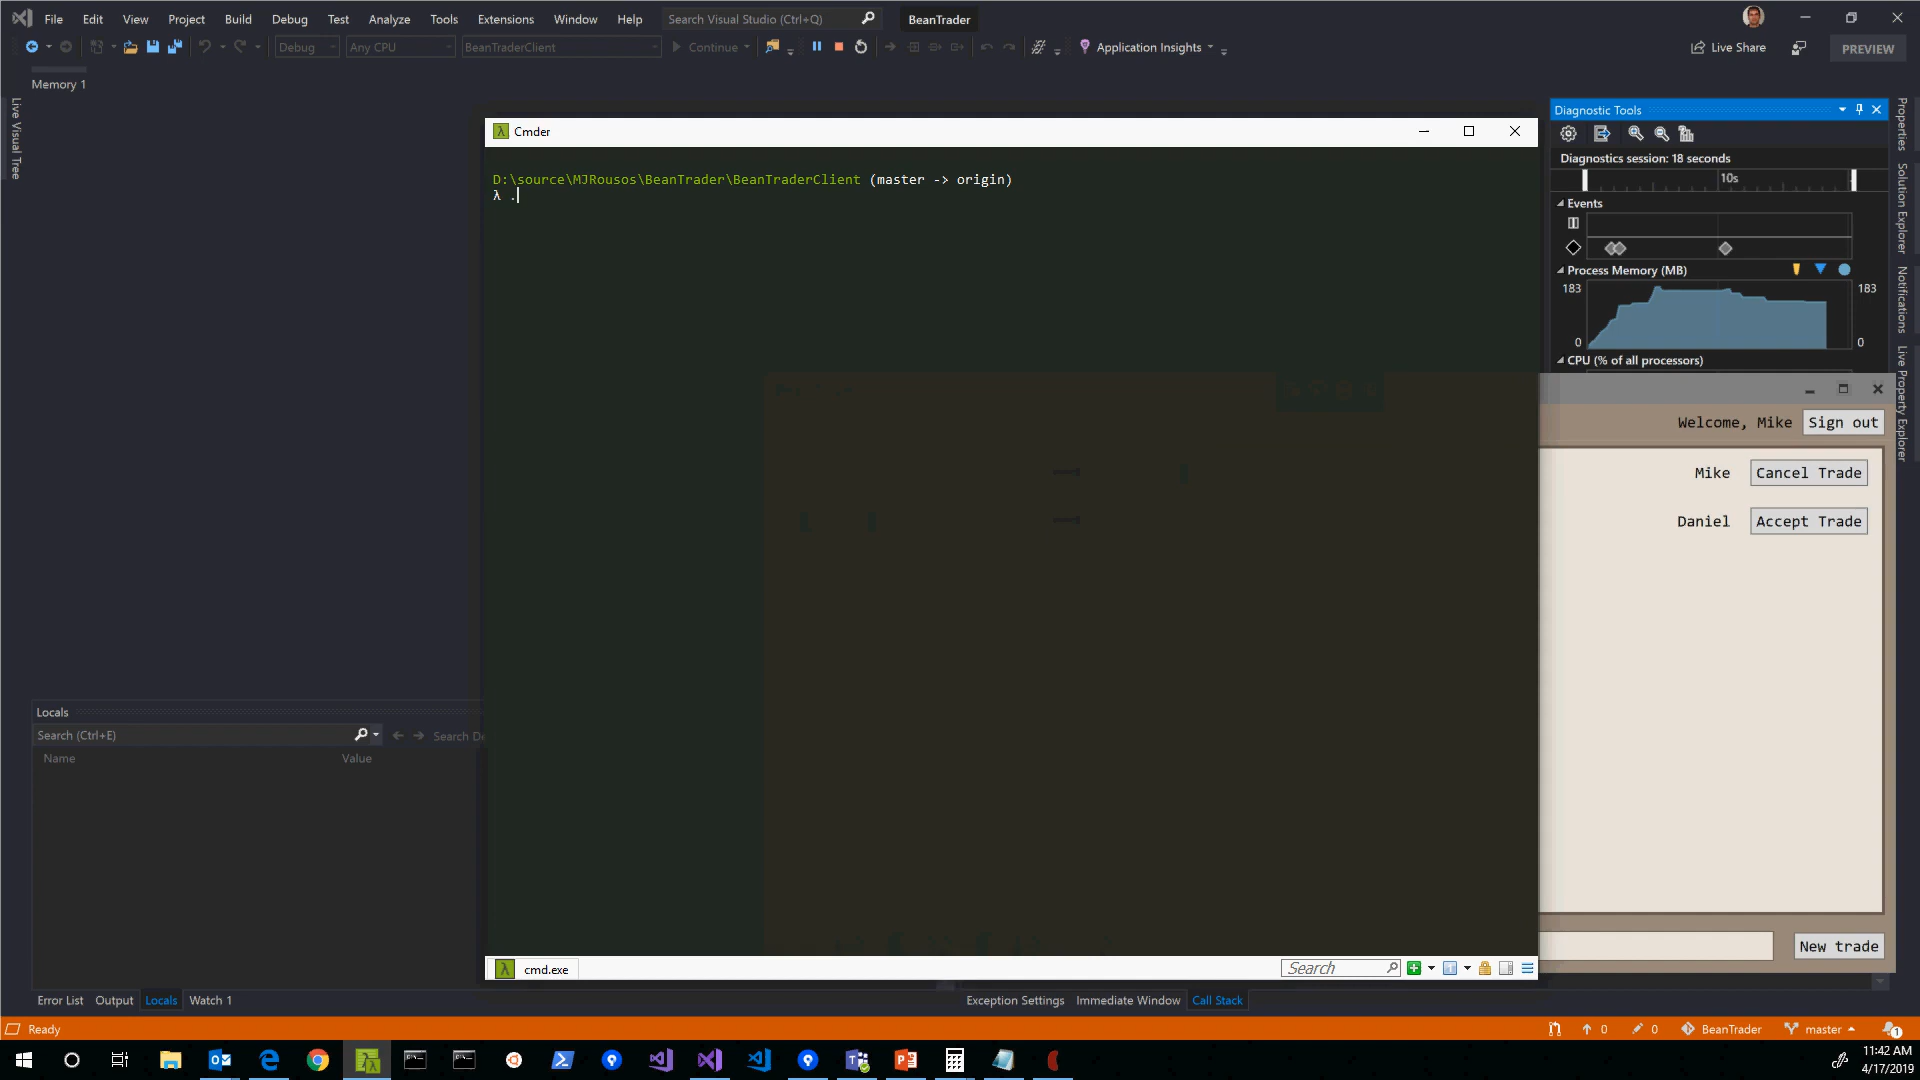 File Edit View Project Build Debug Test Analyze Tools Extensions Window Help Search Visual Studio (Ctrl+Q) BeanTrader
Debug Any CPU BeanTraderClient Continue Application Insights Live Share PREVIEW
Memory 1
Live Visual Tree
Cmder
D:\source\MJRousos\BeanTrader\BeanTraderClient (master -> origin)
λ .
cmd.exe Search
Diagnostic Tools
Diagnostics session: 18 seconds
10s
Events
Process Memory (MB)
183 183
0 0
CPU (% of all processors)
Properties
Solution Explorer
Notifications
Live Property Explorer
Welcome, Mike Sign out
Mike Cancel Trade
Daniel Accept Trade
New trade
Locals
Search (Ctrl+E) Search De
Name Value
Error List Output Locals Watch 1 Exception Settings Immediate Window Call Stack
Ready 0 0 BeanTrader master 1
11:42 AM
4/17/2019